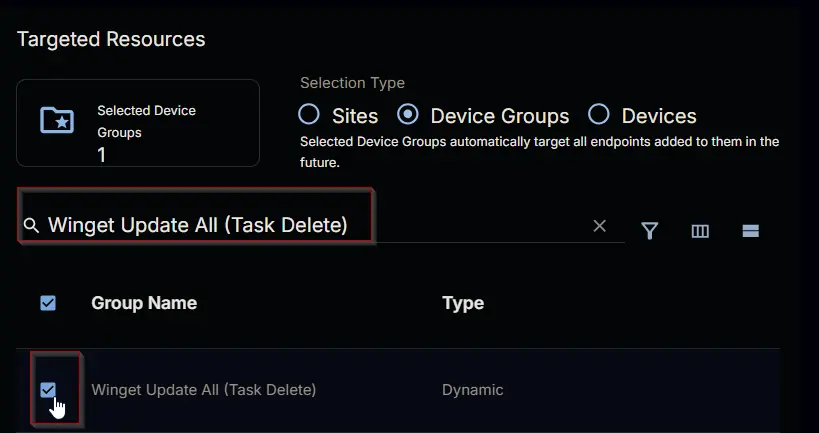 Targeted Resources
Selected Device
Groups
1
Selection Type
Sites
Device Groups
Devices
Selected Device Groups automatically target all endpoints added to them in the
future.
Winget Update All (Task Delete)
Group Name
Type
Winget Update All (Task Delete)
Dynamic